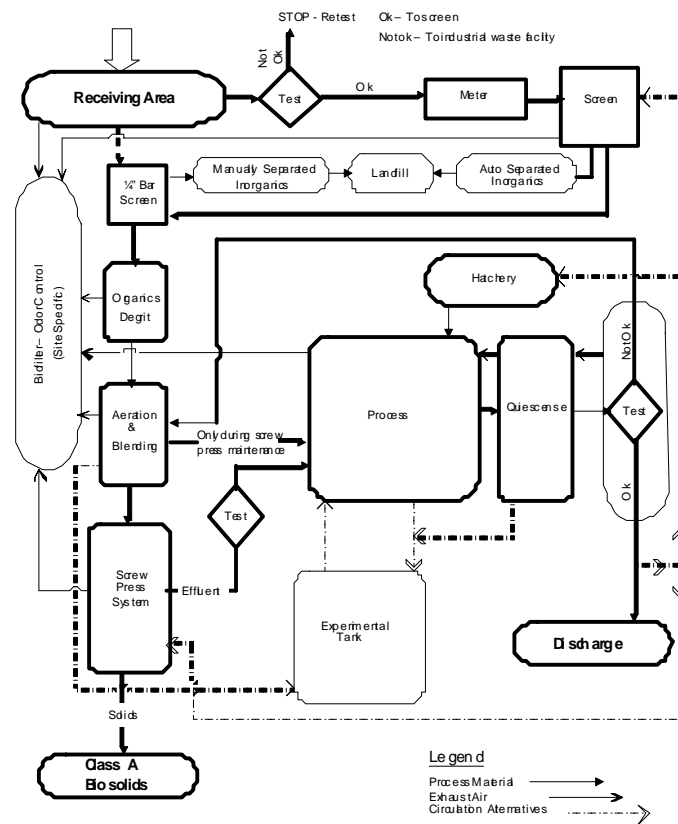 STOP - Retest Ok - To screen
Not ok - To industrial waste facility
Not
Ok
Receiving Area
Test
Ok
Meter
Screen
¼" Bar
Screen
Manually Separated
Inorganics
Landfill
Auto Separated
Inorganics
Biofilter - Odor Control
(Site Specific)
Organics
Degrit
Hatchery
Aeration
&
Blending
Only during screw
press maintenance
Process
Quiescense
Not Ok
Test
Ok
Test
Screw
Press
System
Effluent
Experimental
Tank
Discharge
Solids
Class A
Bio solids
Legend
Process Material
Exhaust Air
Circulation Alternatives